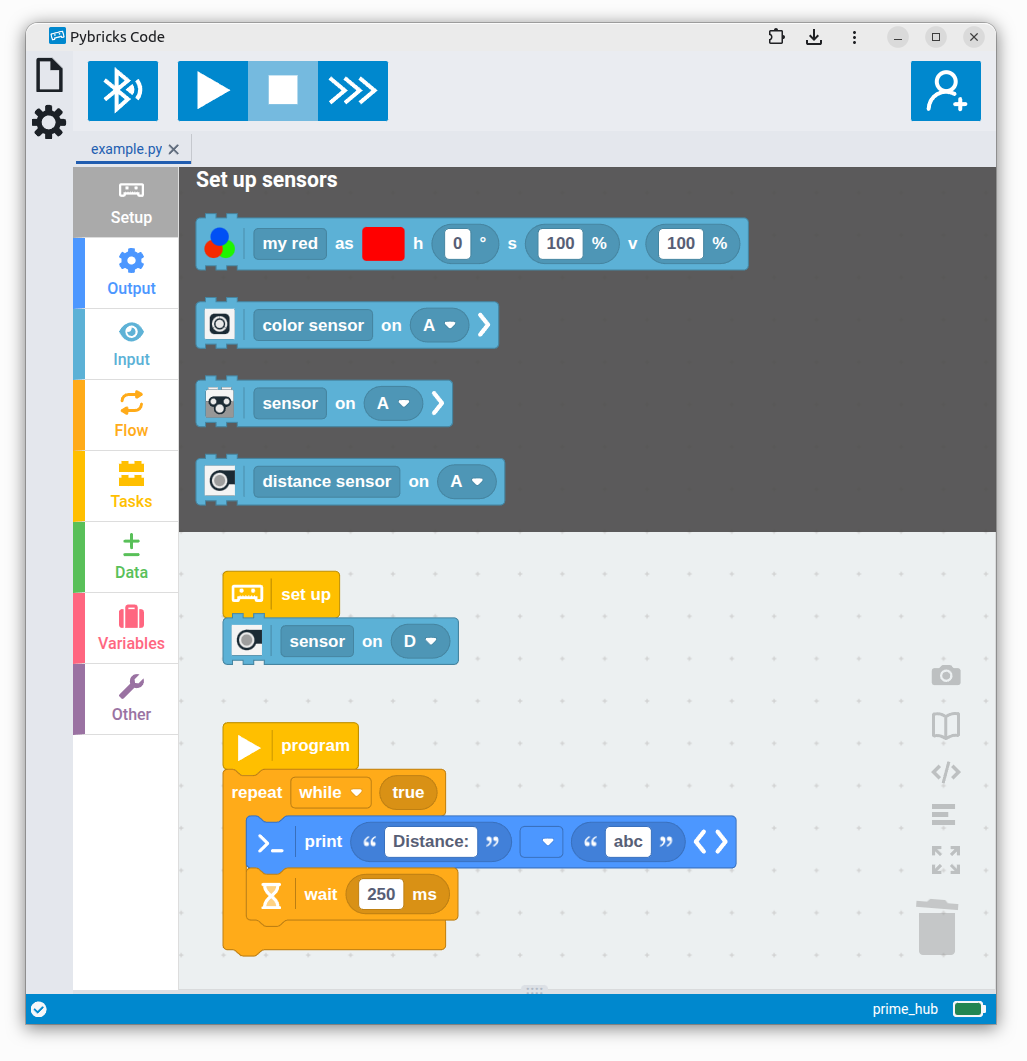 Pybricks Code
example.py
Setup
Output
Input
Flow
Tasks
Data
Variables
Other
Set up sensors
my red as h 0 ° s 100 % v 100 %
color sensor on A
sensor on A
distance sensor on A
set up
sensor on D
program
repeat while true
print “ Distance: ” “ abc ”
wait 250 ms
prime_hub